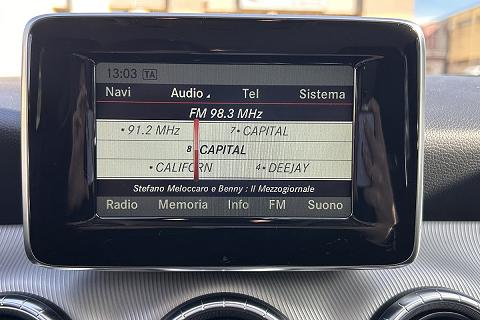 13:03 TA
Navi Audio Tel Sistema
FM 98.3 MHz
• 91.2 MHz 7• CAPITAL
8 CAPITAL
• CALIFORN 4• DEEJAY
Stefano Meloccaro e Benny : Il Mezzogiornale
Radio Memoria Info FM Suono